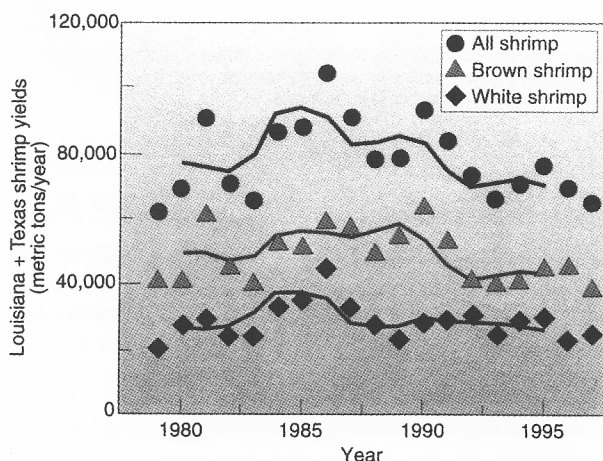 120,000
80,000
40,000
0
Louisiana + Texas shrimp yields
(metric tons/year)
All shrimp
Brown shrimp
White shrimp
1980
1985
1990
1995
Year